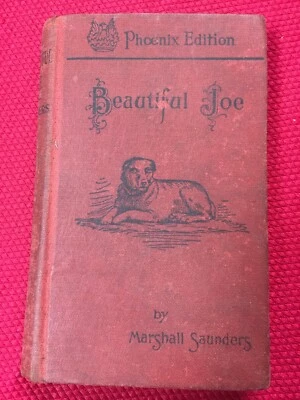 Phoenix Edition
Beautiful Joe
by
Marshall Saunders